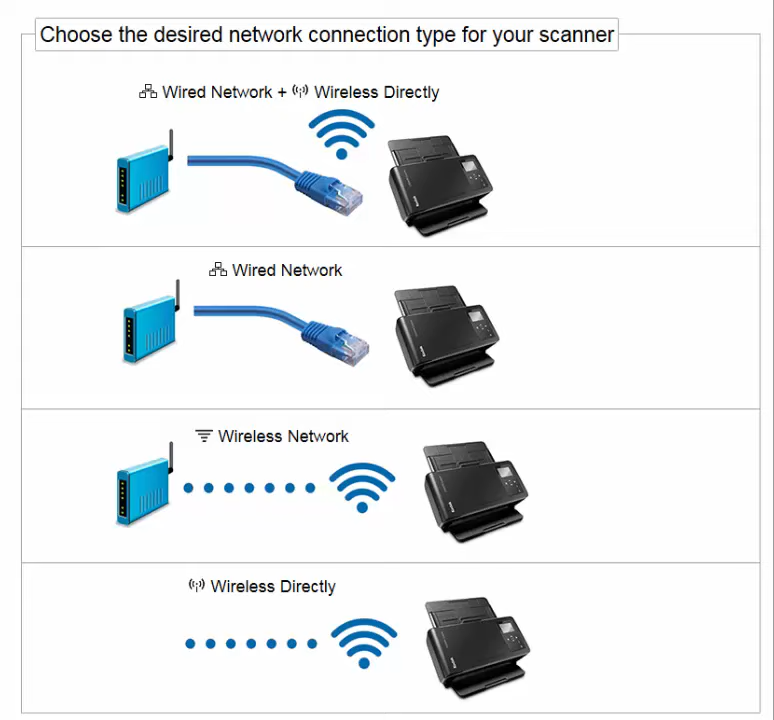 Choose the desired network connection type for your scanner
Wired Network + Wireless Directly
Wired Network
Wireless Network
Wireless Directly